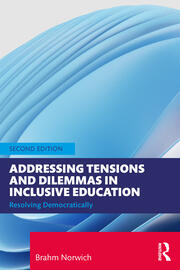 SECOND EDITION
ADDRESSING TENSIONS
AND DILEMMAS IN
INCLUSIVE EDUCATION
Resolving Democratically
Brahm Norwich